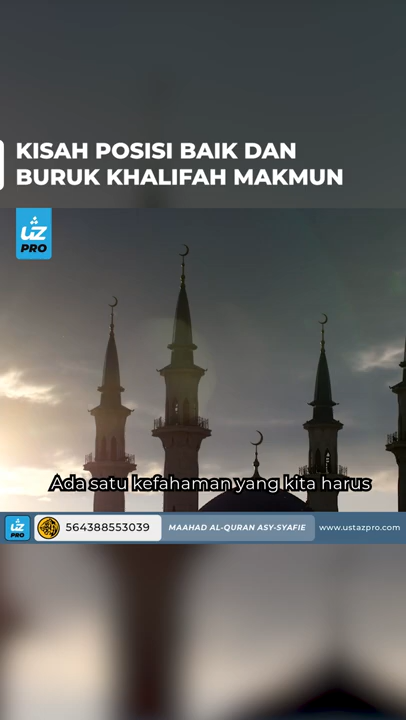 KISAH POSISI BAIK DAN
BURUK KHALIFAH MAKMUN
UZ
PRO
Ada satu kefahaman yang kita harus
UZ
PRO
564388553039
MAAHAD AL-QURAN ASY-SYAFIE
www.ustazpro.com